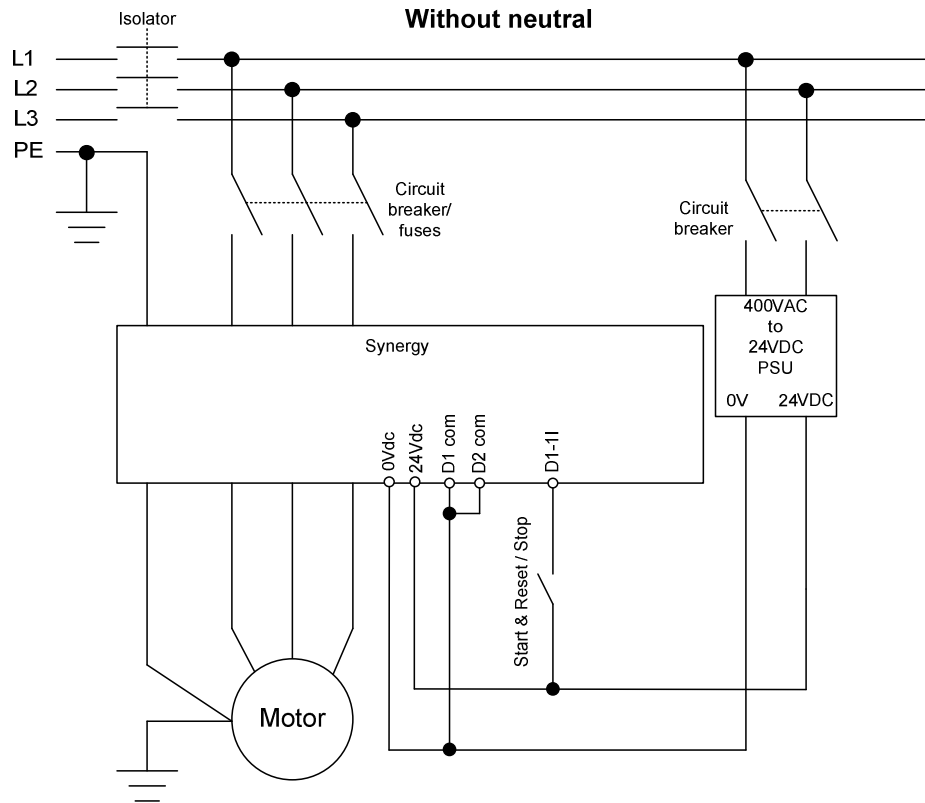 Without neutral
Isolator
L1
L2
L3
PE
Circuit
breaker/
fuses
Circuit
breaker
400VAC
to
24VDC
PSU
0V 24VDC
Synergy
0Vdc
24Vdc
D1 com
D2 com
D1-1I
Start & Reset / Stop
Motor